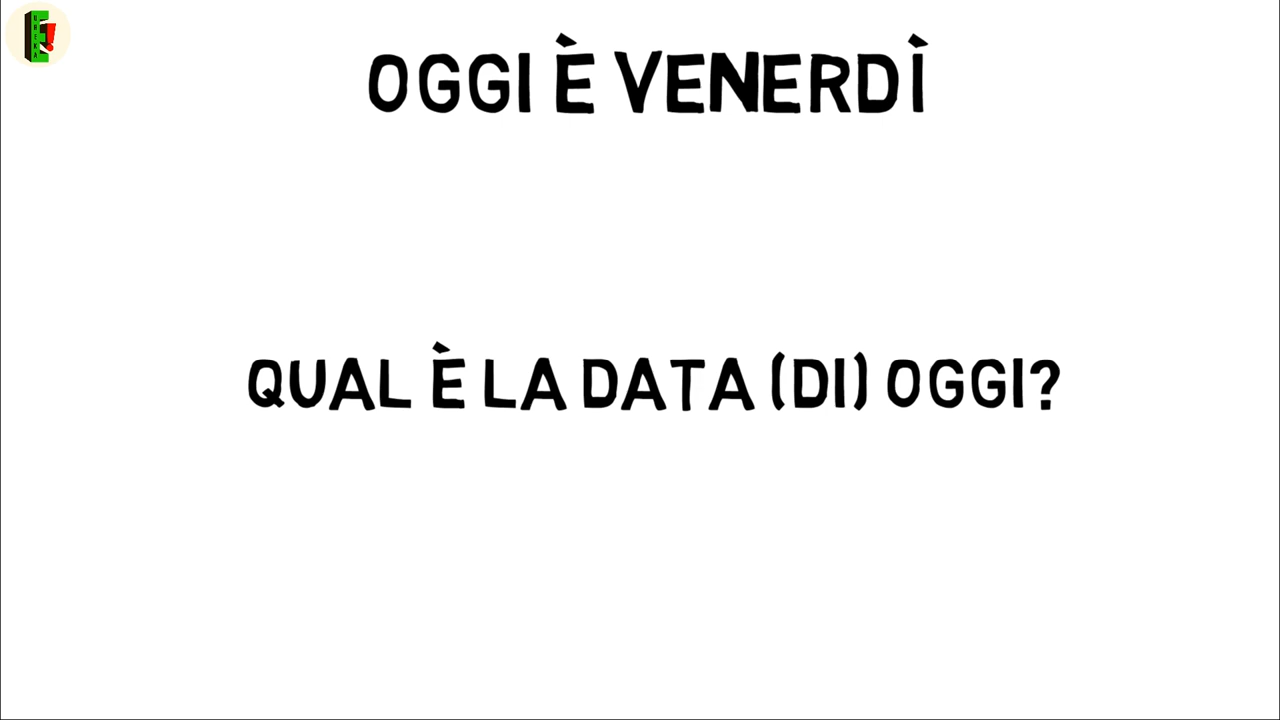 OGGI È VENERDÌ
QUAL È LA DATA (DI) OGGI?